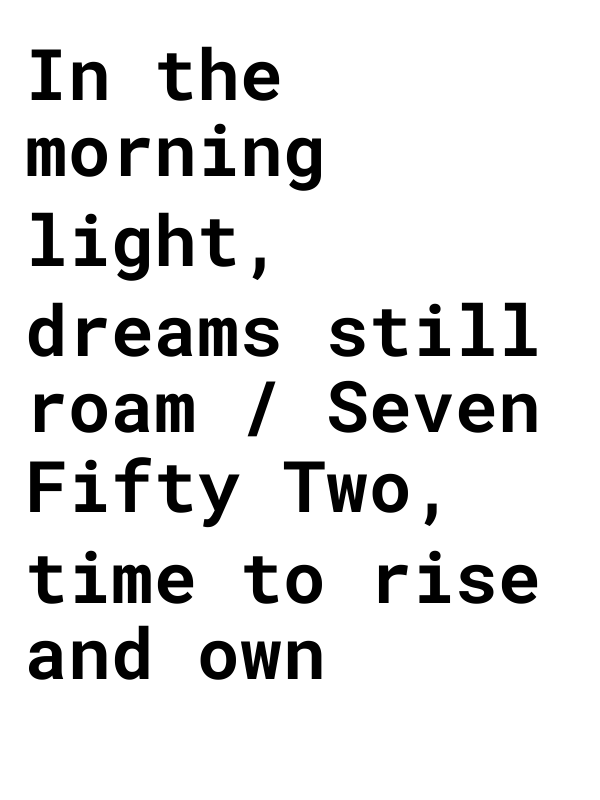 In the
morning
light,
dreams still
roam / Seven
Fifty Two,
time to rise
and own